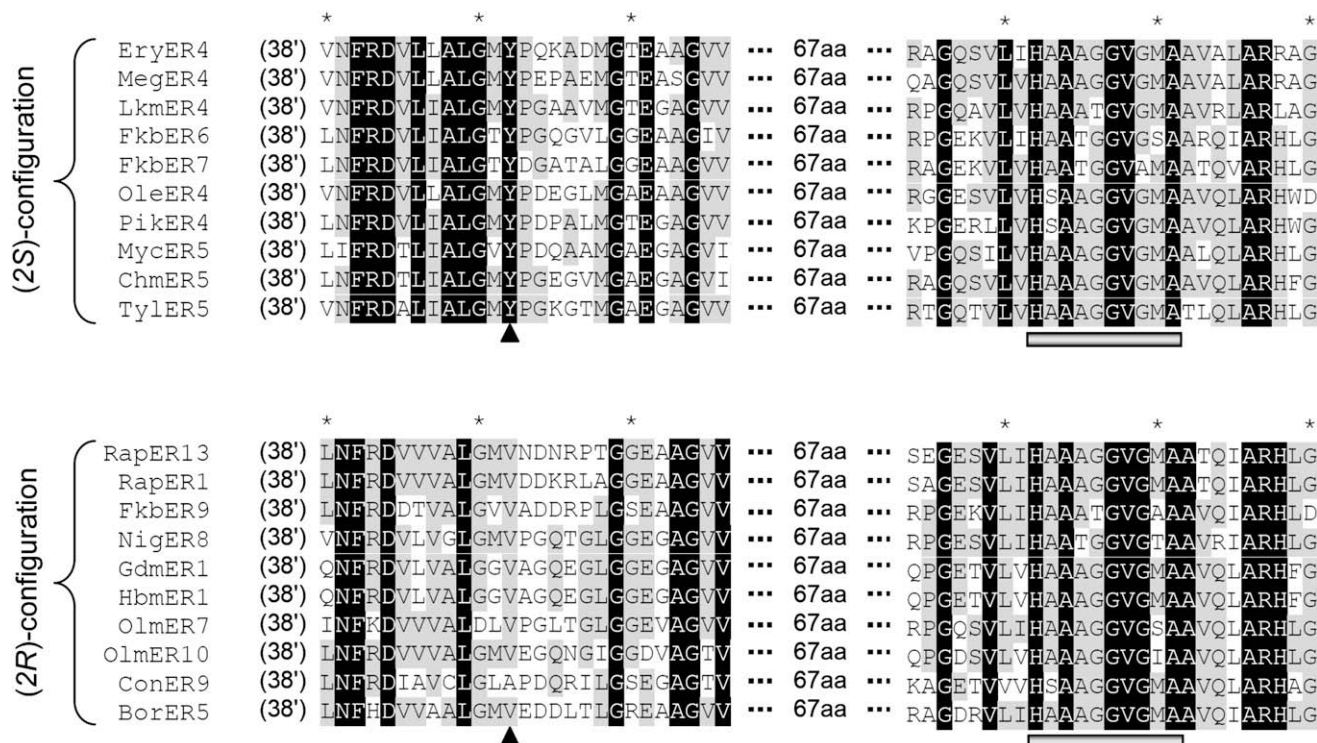 * * * * * *
(2S)-configuration
EryER4 (38') VNFRDVLLALGMYPQKADMGTEAAGVV ··· 67aa ··· RAGQSVLIHAAAGGVGMAAVALARRAG
MegER4 (38') VNFRDVLLALGMYPEPAEMGTEASGVV ··· 67aa ··· QAGQSVLVHAAAGGVGMAAVALARRAG
LkmER4 (38') VNFRDVLIALGMYPGAAVMGTEGAGVV ··· 67aa ··· RPGQAVLVHAAATGVGMAAVRLARLAG
FkbER6 (38') LNFRDVLIALGTYPGQGVLGGEAAGIV ··· 67aa ··· RPGEKVLIHAATGGVGSAARQIARHLG
FkbER7 (38') LNFRDVLIALGTYDGATALGGEAAGVV ··· 67aa ··· RAGEKVLVHAATGGVAMAATQVARHLG
OleER4 (38') VNFRDVLLALGMYPDEGLMGAEAAGVV ··· 67aa ··· RGGESVLVHSAAGGVGMAAVQLARHWD
PikER4 (38') LNFRDVLIALGMYPDPALMGTEGAGVV ··· 67aa ··· KPGERLLVHSAAGGVGMAAVQLARHWG
MycER5 (38') LIFRDTLIALGVYPDQAAMGAEGAGVI ··· 67aa ··· VPGQSILVHAAAGGVGMAALQLARHLG
ChmER5 (38') LNFRDTLIALGMYPGEGVMGAEGAGVI ··· 67aa ··· RAGQSVLVHAAAGGVGMAAVQLARHFG
TylER5 (38') VNFRDALIALGMYPGKGTMGAEGAGVV ··· 67aa ··· RTGQTVLVHAAAGGVGMATLQLARHLG
* * * * * *
(2R)-configuration
RapER13 (38') LNFRDVVVALGMVNDNRPTGGEAAGVV ··· 67aa ··· SEGESVLIHAAAGGVGMAATQIARHLG
RapER1 (38') LNFRDVVVALGMVDDKRLAGGEAAGVV ··· 67aa ··· SAGESVLIHAAAGGVGMAATQIARHLG
FkbER9 (38') LNFRDDTVALGVVADDRPLGSEAAGVV ··· 67aa ··· RPGEKVLIHAAATGVGAAAVQIARHLD
NigER8 (38') VNFRDVLVGLGMVPGQTGLGGEGAGVV ··· 67aa ··· RPGESVLIHAATGGVGTAAVRIARHLG
GdmER1 (38') QNFRDVLVALGGVAGQEGLGGEGAGVV ··· 67aa ··· QPGETVLVHAAAGGVGMAAVQLARHFG
HbmER1 (38') QNFRDVLVALGGVAGQEGLGGEGAGVV ··· 67aa ··· QPGETVLVHAAAGGVGMAAVQLARHFG
OlmER7 (38') INFKDVVVALDLVPGLTGLGGEVAGVV ··· 67aa ··· RPGQSVLIHAAAGGVGSAAVQLARHLG
OlmER10 (38') LNFRDVVVALGMVEGQNGIGGDVAGTV ··· 67aa ··· QPGDSVLVHAAAGGVGIAAVQLARHLG
ConER9 (38') LNFRDIAVCLGLAPDQRILGSEGAGTV ··· 67aa ··· KAGETVVVHSAAGGVGMAAVQLARHAG
BorER5 (38') LNFHDVVAALGMVEDDLTLGREAAGVV ··· 67aa ··· RAGDRVLIHAAAGGVGMAAVQIARHLG